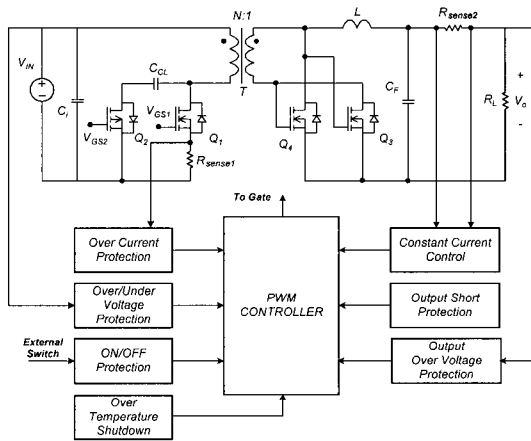 N:1
L
R_sense2
V_IN
C_i
C_CL
T
V_GS1
V_GS2
Q_2
Q_1
R_sense1
Q_4
Q_3
C_F
R_L
+
V_o
-
To Gate
Over Current
Protection
Over/Under
Voltage
Protection
External
Switch
ON/OFF
Protection
Over
Temperature
Shutdown
PWM
CONTROLLER
Constant Current
Control
Output Short
Protection
Output
Over Voltage
Protection